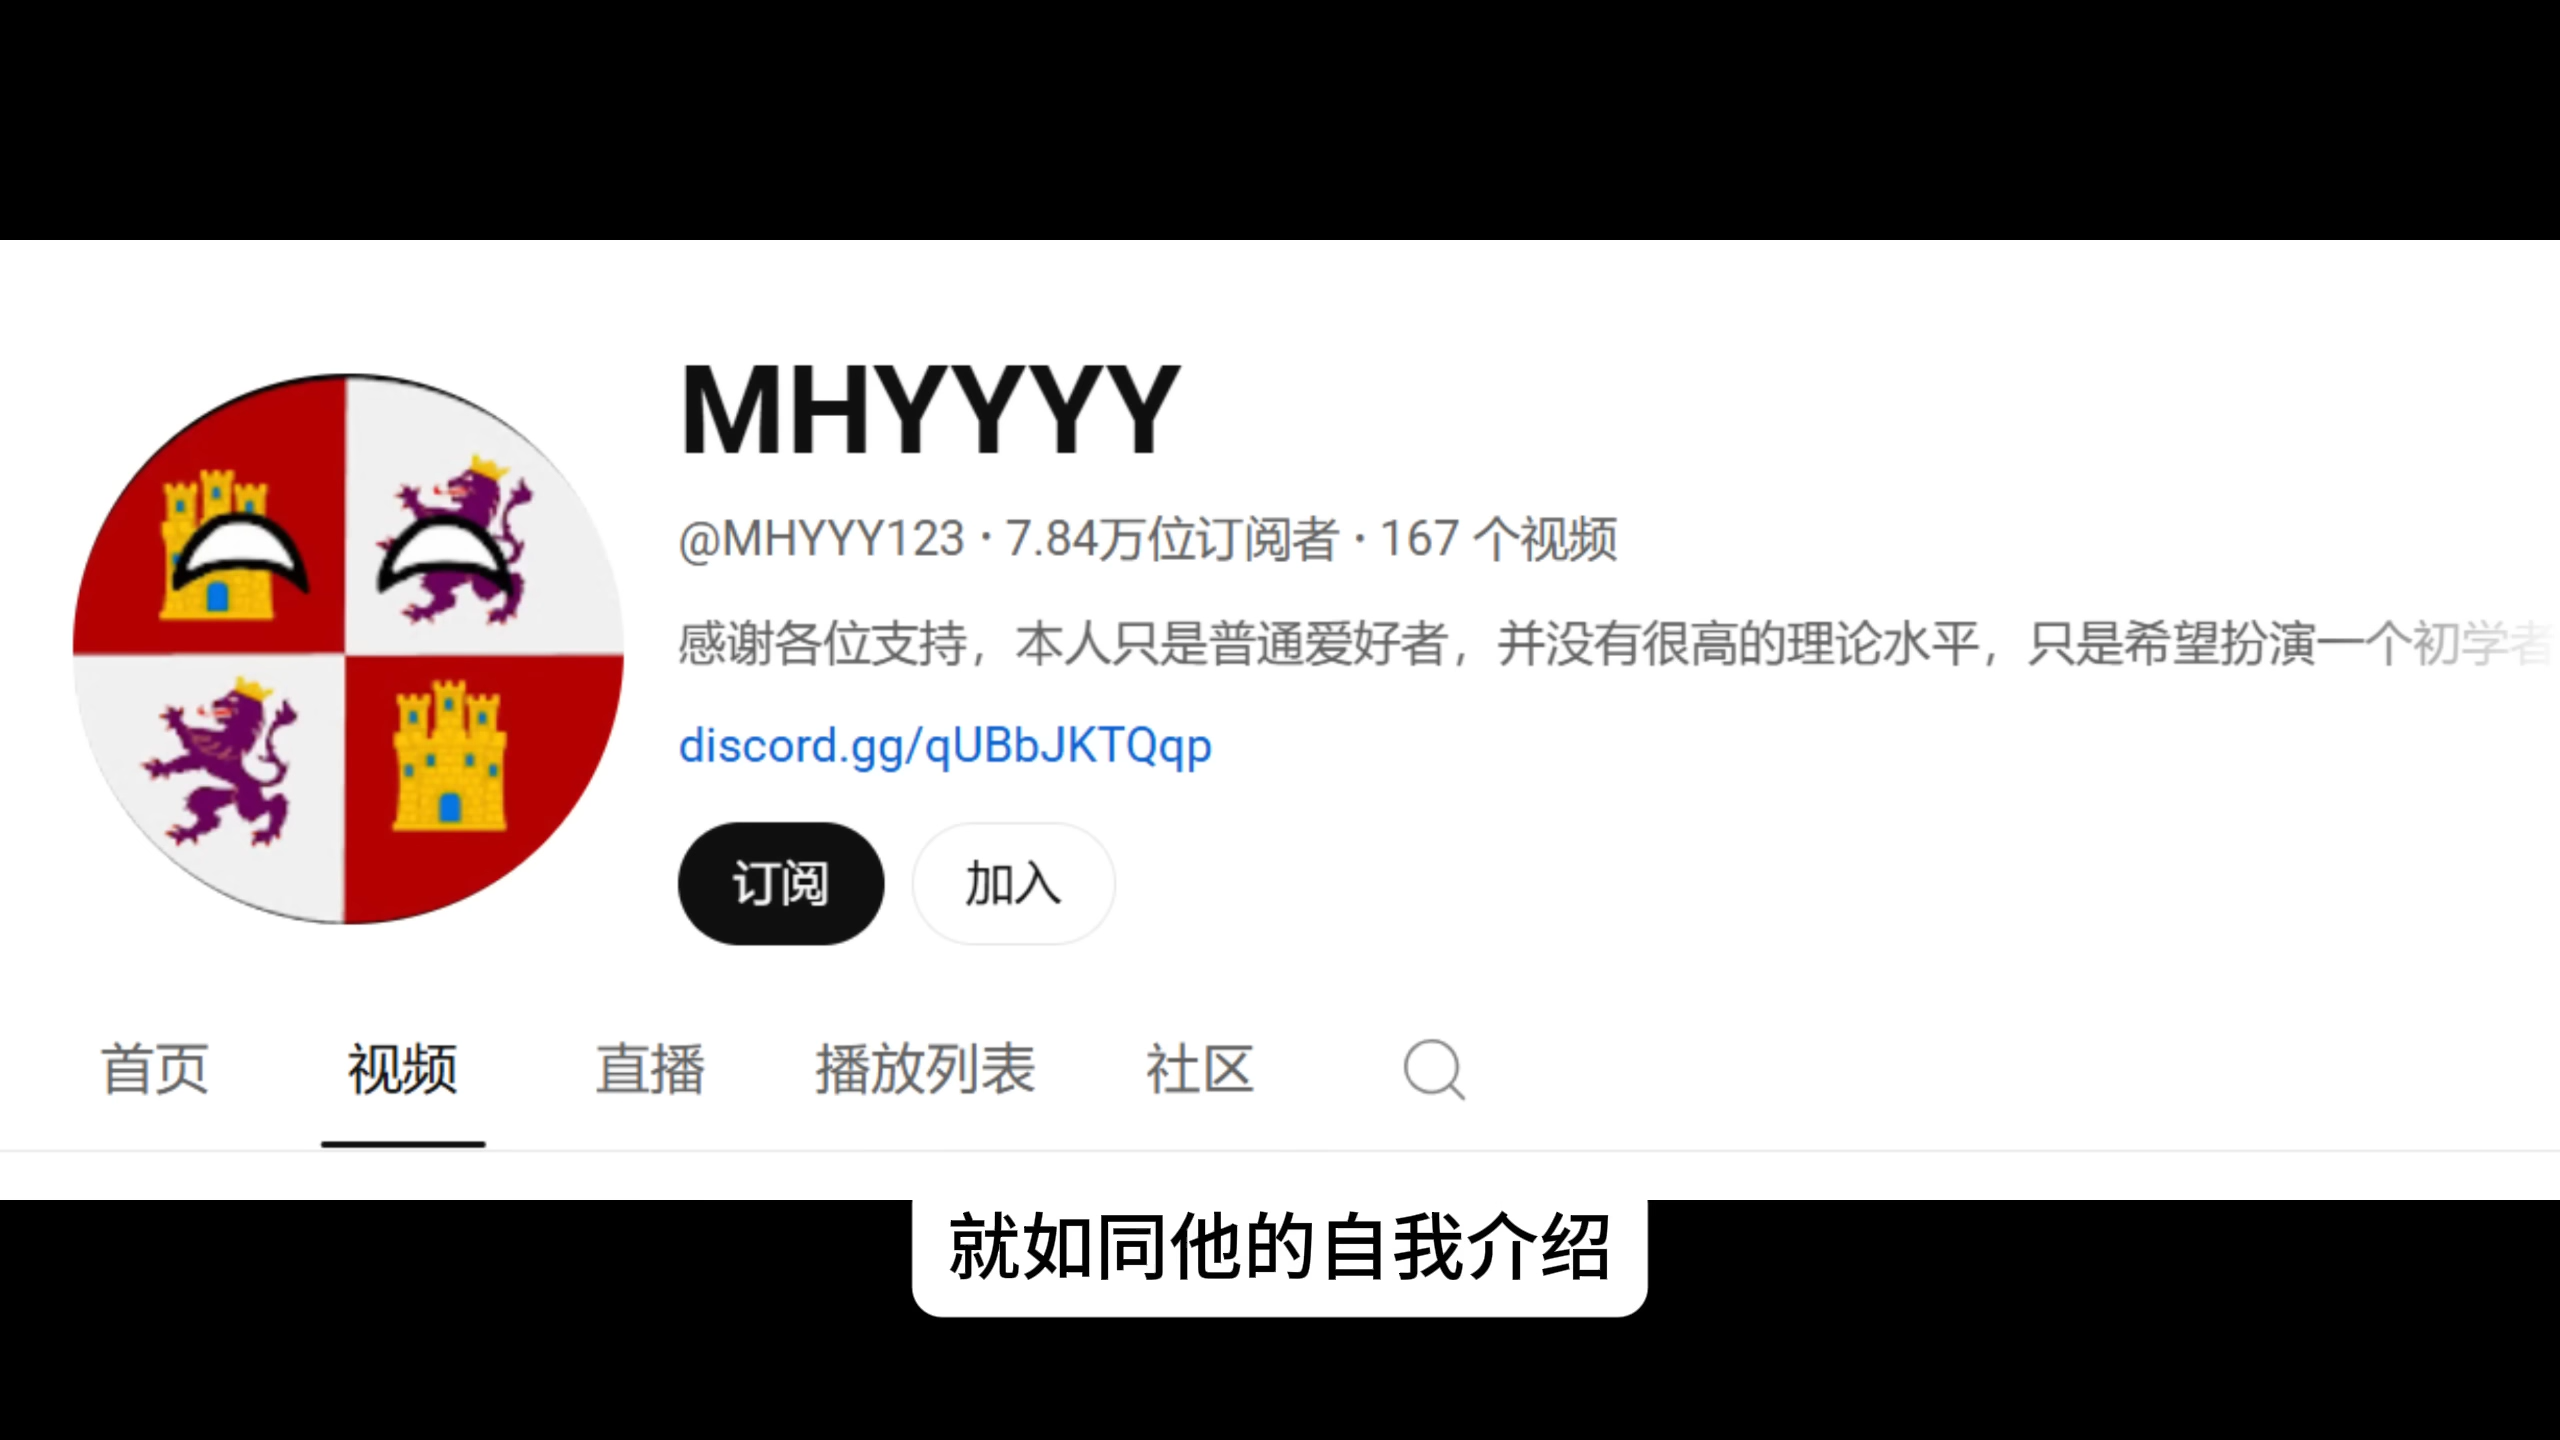 MHYYYY
@MHYYY123 · 7.84万位订阅者 · 167 个视频
感谢各位支持，本人只是普通爱好者，并没有很高的理论水平，只是希望扮演一个初学者
discord.gg/qUBbJKTQqp
订阅 加入
首页 视频 直播 播放列表 社区
就如同他的自我介绍